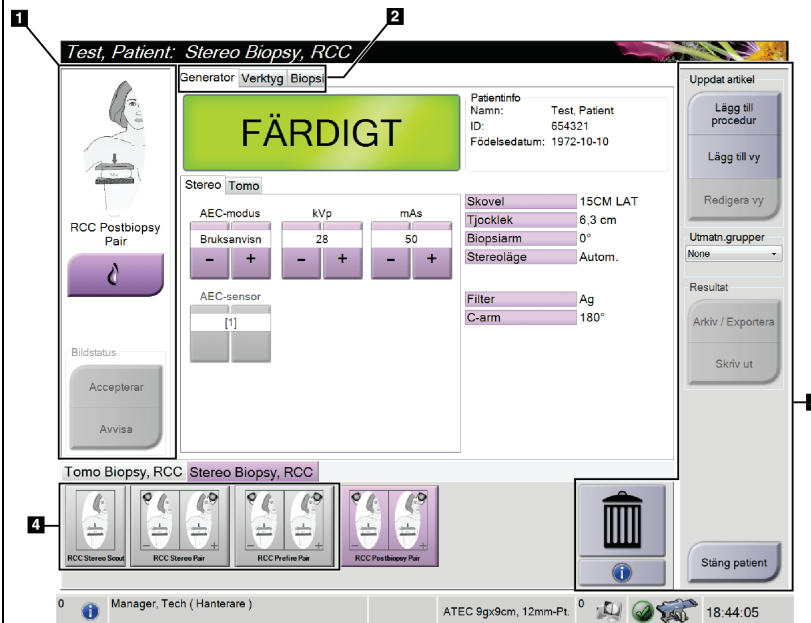 1
2
Test, Patient: Stereo Biopsy, RCC
Generator Verktyg Biopsi
FÄRDIGT
Patientinfo
Namn: Test, Patient
ID: 654321
Födelsedatum: 1972-10-10
RCC Postbiopsy
Pair
Bildstatus
Accepterar
Avvisa
Stereo Tomo
AEC-modus kVp mAs
Bruksanvisn 28 50
- + - + - +
AEC-sensor
[1]
Skovel 15CM LAT
Tjocklek 6,3 cm
Biopsiarm 0°
Stereoläge Autom.
Filter Ag
C-arm 180°
Uppdat artikel
Lägg till
procedur
Lägg till vy
Redigera vy
Utmatn.grupper
None
Resultat
Arkiv / Exportera
Skriv ut
Tomo Biopsy, RCC Stereo Biopsy, RCC
4
RCC Stereo Scout
- +
RCC Stereo Pair
- +
RCC Prefire Pair
- +
RCC Postbiopsy Pair
Stäng patient
0 Manager, Tech ( Hanterare ) ATEC 9gx9cm, 12mm-Pt. 0 18:44:05